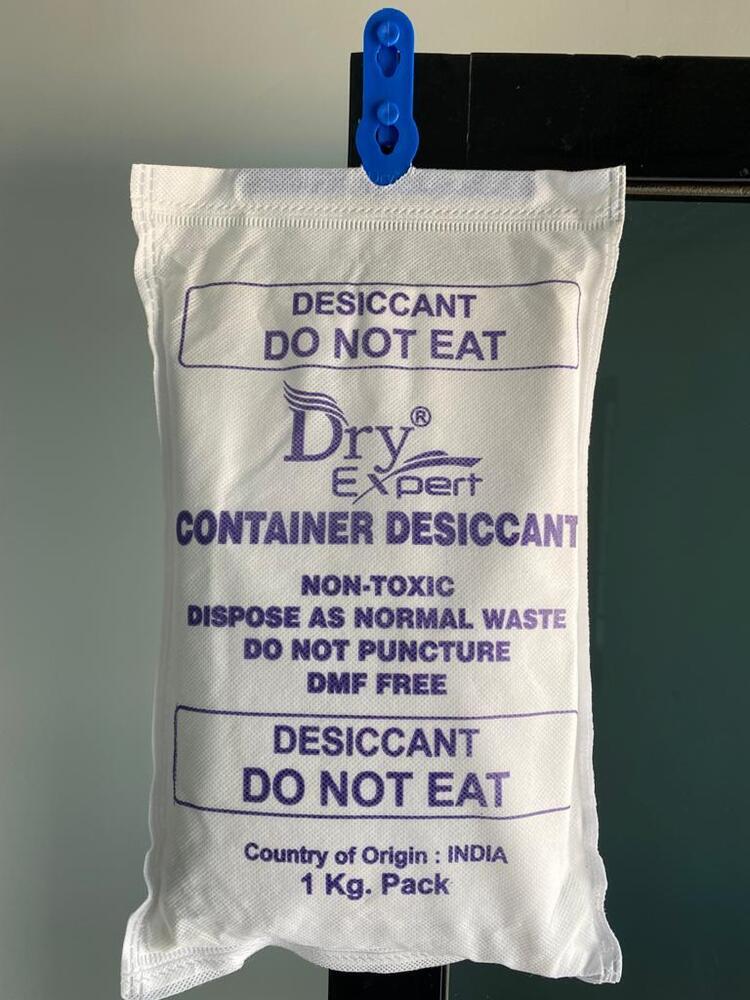 DESICCANT
DO NOT EAT
Dry®
Expert
CONTAINER DESICCANT
NON-TOXIC
DISPOSE AS NORMAL WASTE
DO NOT PUNCTURE
DMF FREE
DESICCANT
DO NOT EAT
Country of Origin : INDIA
1 Kg. Pack